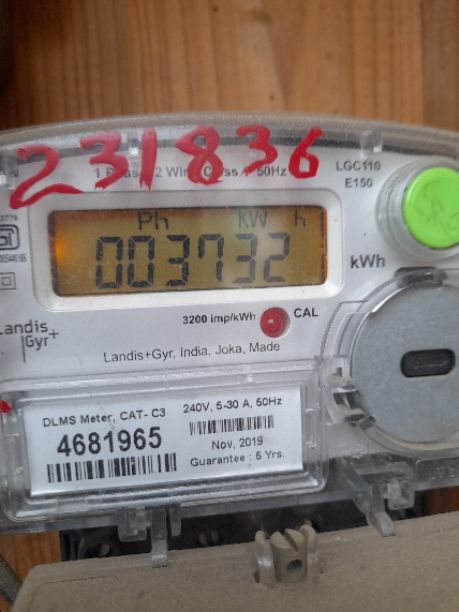 231836
1 Phase 2 Wire Class 1 50Hz
LGC110
E150
Ph KW h
003732
kWh
3200 imp/kWh
CAL
Landis+
Gyr
Landis+Gyr, India, Joka, Made
DLMS Meter, CAT- C3
4681965
240V, 5-30 A, 50Hz
Nov, 2019
Guarantee : 5 Yrs.